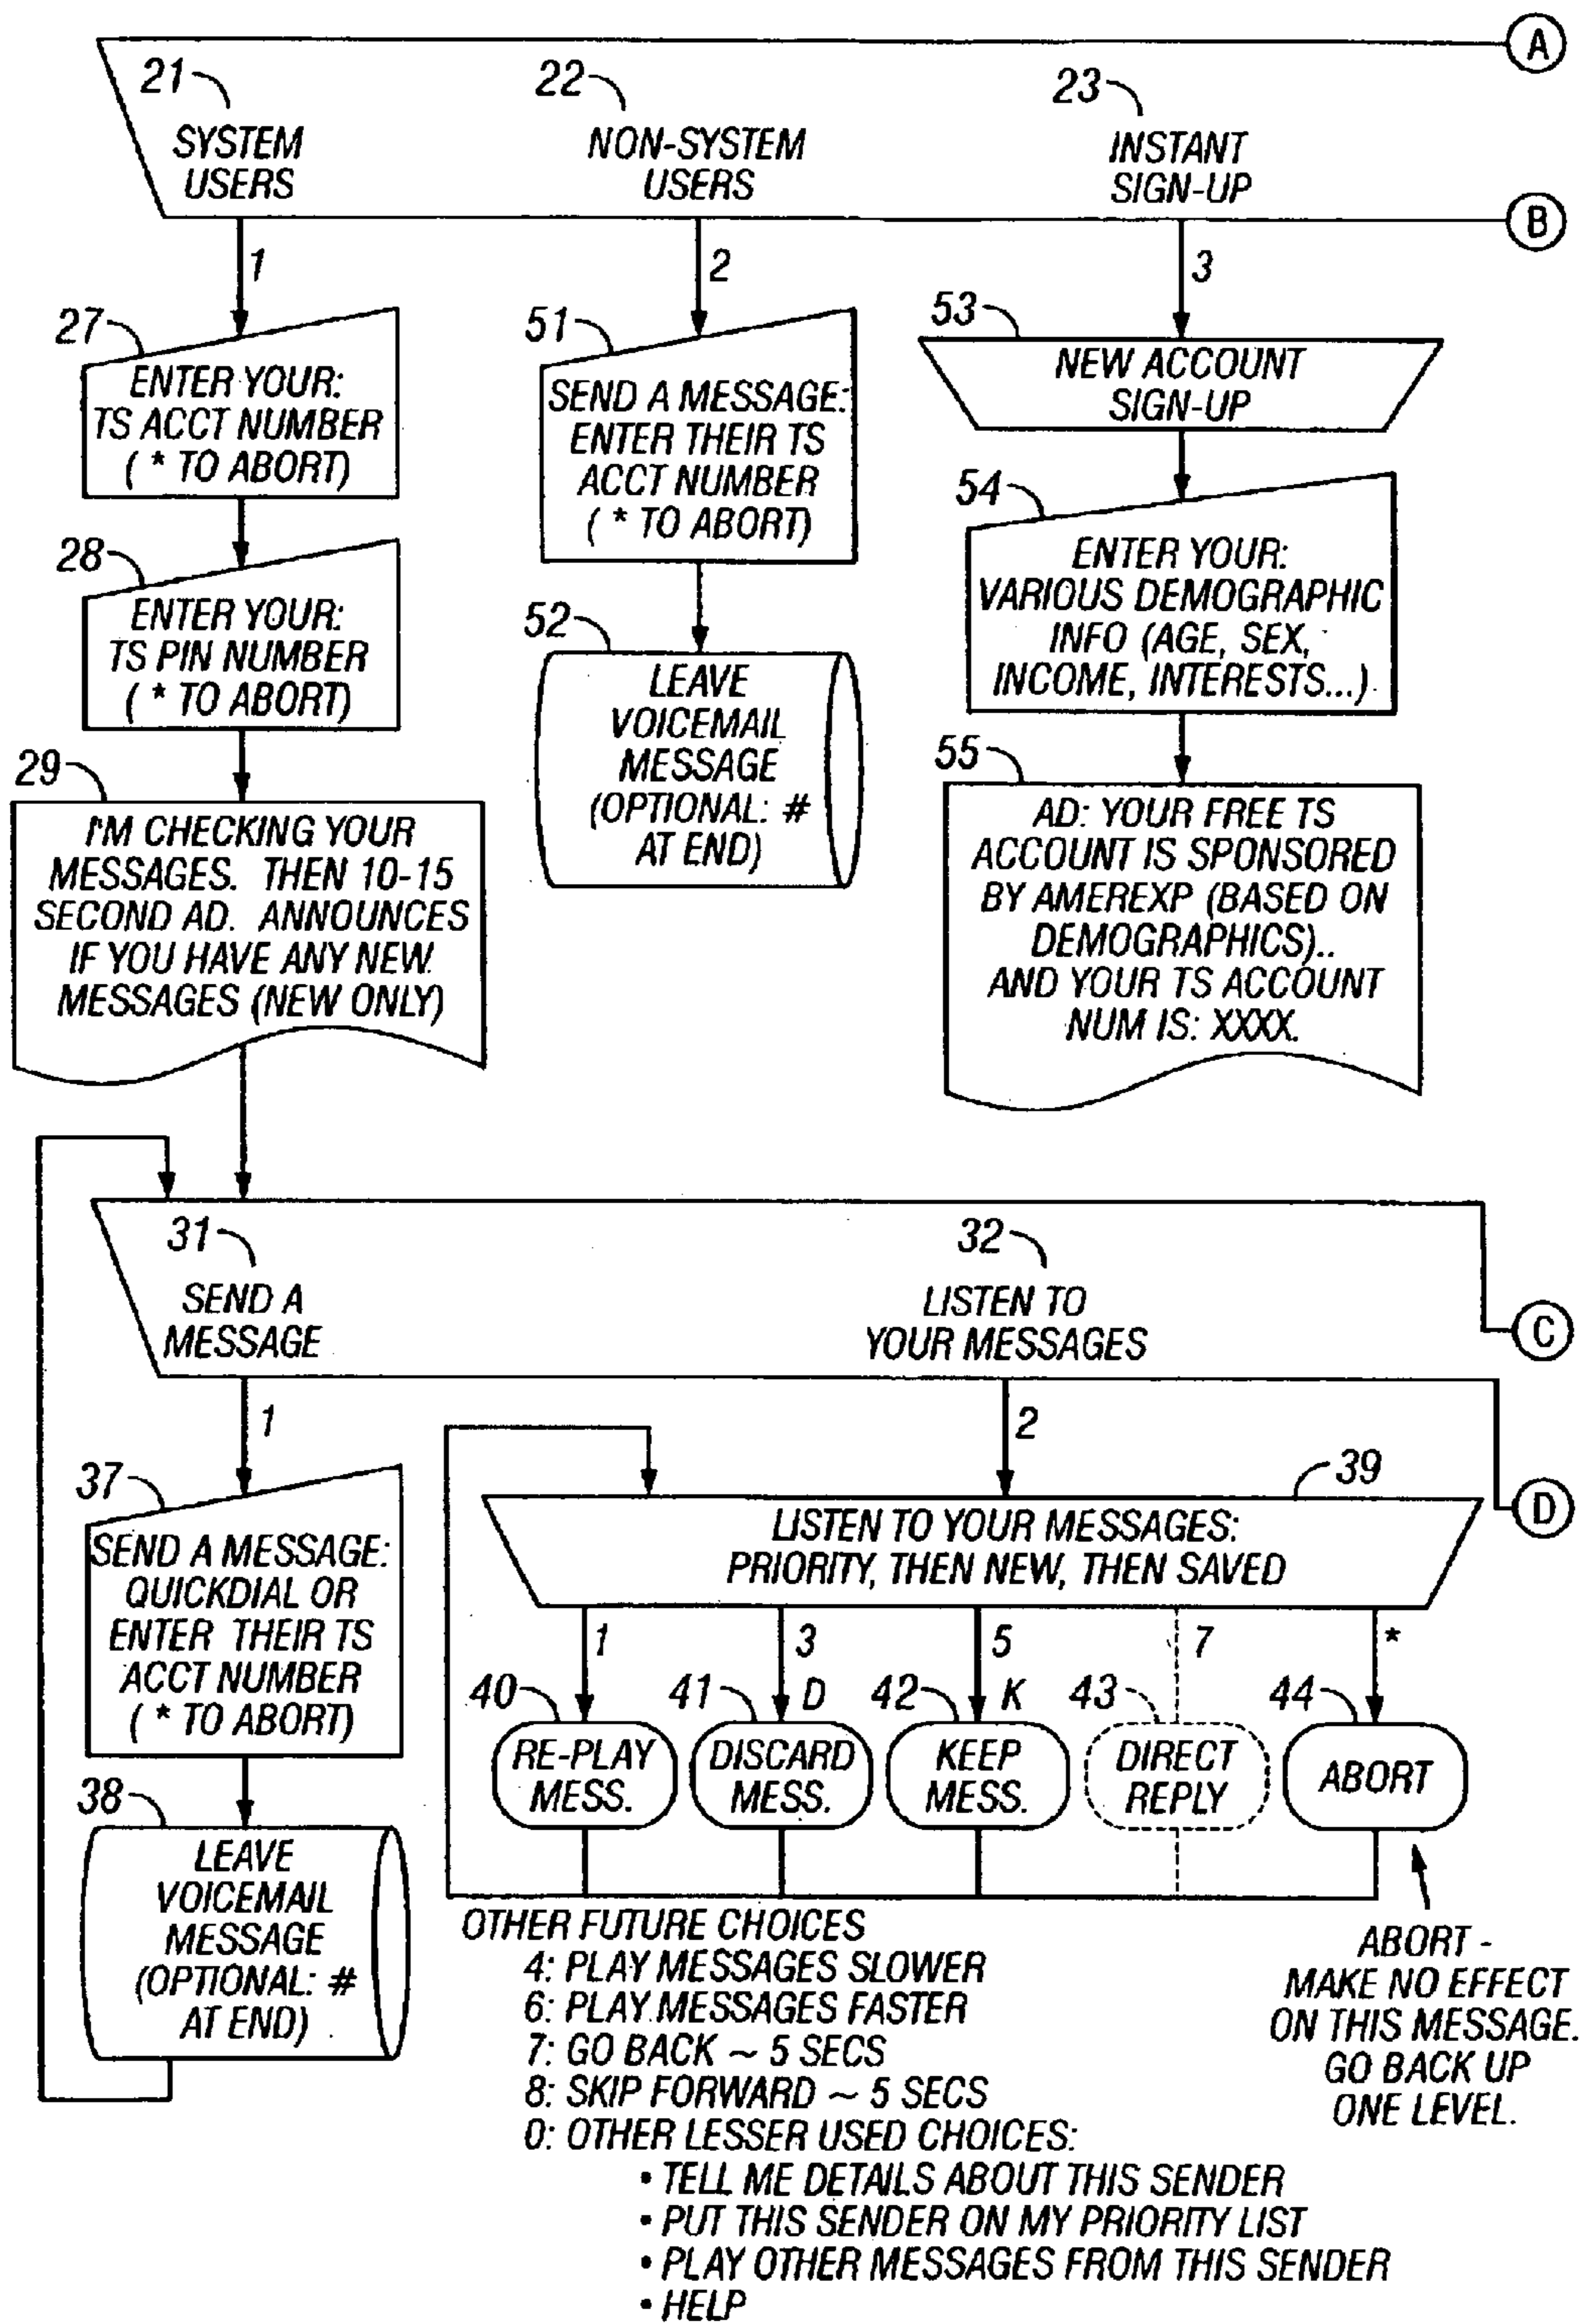 A
21
SYSTEM
USERS
22
NON-SYSTEM
USERS
23
INSTANT
SIGN-UP
B
1
2
3
27
ENTER YOUR:
TS ACCT NUMBER
( * TO ABORT)
51
SEND A MESSAGE:
ENTER THEIR TS
ACCT NUMBER
( * TO ABORT)
53
NEW ACCOUNT
SIGN-UP
28
ENTER YOUR:
TS PIN NUMBER
( * TO ABORT)
52
LEAVE
VOICEMAIL
MESSAGE
(OPTIONAL: #
AT END)
54
ENTER YOUR:
VARIOUS DEMOGRAPHIC
INFO (AGE, SEX,
INCOME, INTERESTS...)
29
I'M CHECKING YOUR
MESSAGES. THEN 10-15
SECOND AD. ANNOUNCES
IF YOU HAVE ANY NEW
MESSAGES (NEW ONLY)
55
AD: YOUR FREE TS
ACCOUNT IS SPONSORED
BY AMEREXP (BASED ON
DEMOGRAPHICS)..
AND YOUR TS ACCOUNT
NUM IS: XXXX.
31
SEND A
MESSAGE
32
LISTEN TO
YOUR MESSAGES
C
1
2
D
37
SEND A MESSAGE:
QUICKDIAL OR
ENTER THEIR TS
ACCT NUMBER
( * TO ABORT)
39
LISTEN TO YOUR MESSAGES:
PRIORITY, THEN NEW, THEN SAVED
1
3
5
7
*
40
41
D
42
K
43
44
RE-PLAY
MESS.
DISCARD
MESS.
KEEP
MESS.
DIRECT
REPLY
ABORT
38
LEAVE
VOICEMAIL
MESSAGE
(OPTIONAL: #
AT END)
OTHER FUTURE CHOICES
4: PLAY MESSAGES SLOWER
6: PLAY MESSAGES FASTER
7: GO BACK ~ 5 SECS
8: SKIP FORWARD ~ 5 SECS
0: OTHER LESSER USED CHOICES:
• TELL ME DETAILS ABOUT THIS SENDER
• PUT THIS SENDER ON MY PRIORITY LIST
• PLAY OTHER MESSAGES FROM THIS SENDER
• HELP
ABORT -
MAKE NO EFFECT
ON THIS MESSAGE.
GO BACK UP
ONE LEVEL.